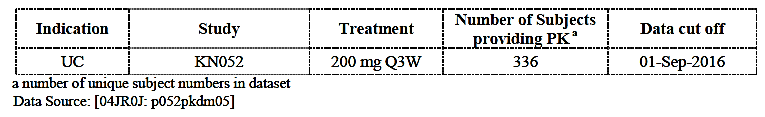 Indication Study Treatment Number of Subjects providing PK a Data cut off
UC KN052 200 mg Q3W 336 01-Sep-2016
a number of unique subject numbers in dataset
Data Source: [04JR0J: p052pkdm05]